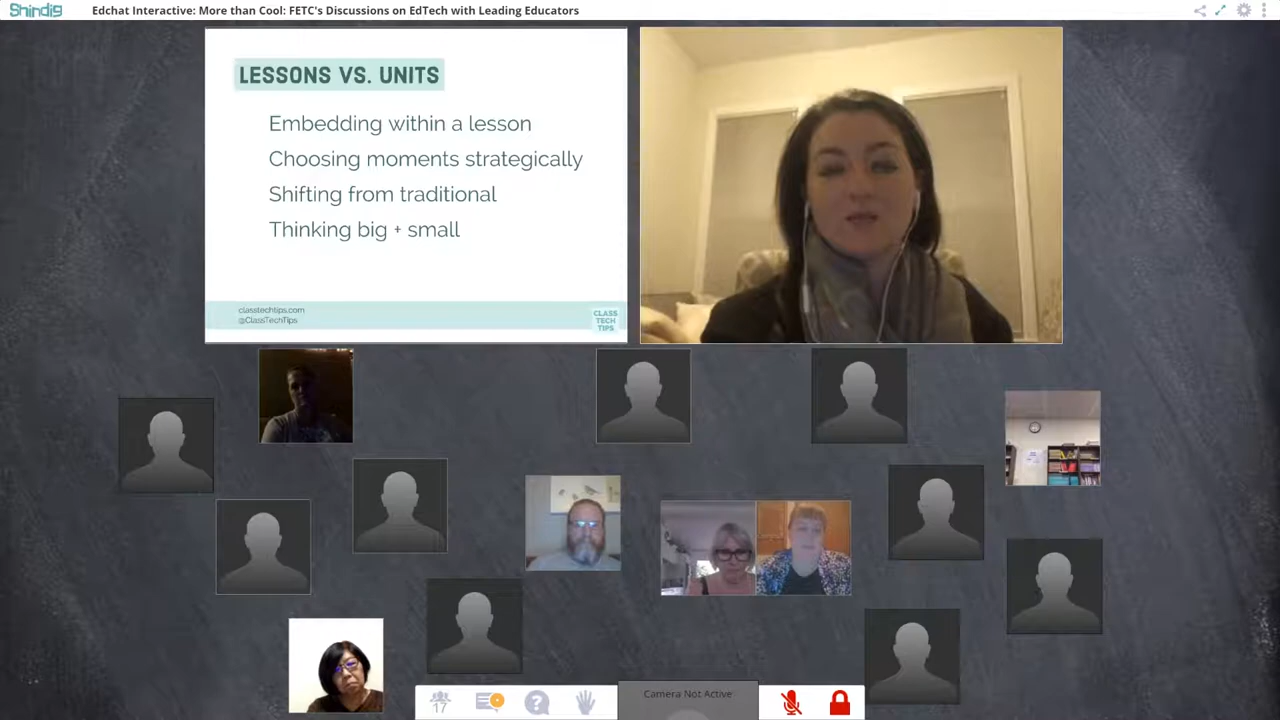 Shindig
Edchat Interactive: More than Cool: FETC's Discussions on EdTech with Leading Educators
LESSONS VS. UNITS
Embedding within a lesson
Choosing moments strategically
Shifting from traditional
Thinking big + small
classtechtips.com
@ClassTechTips
CLASS
TECH
TIPS
17
Camera Not Active